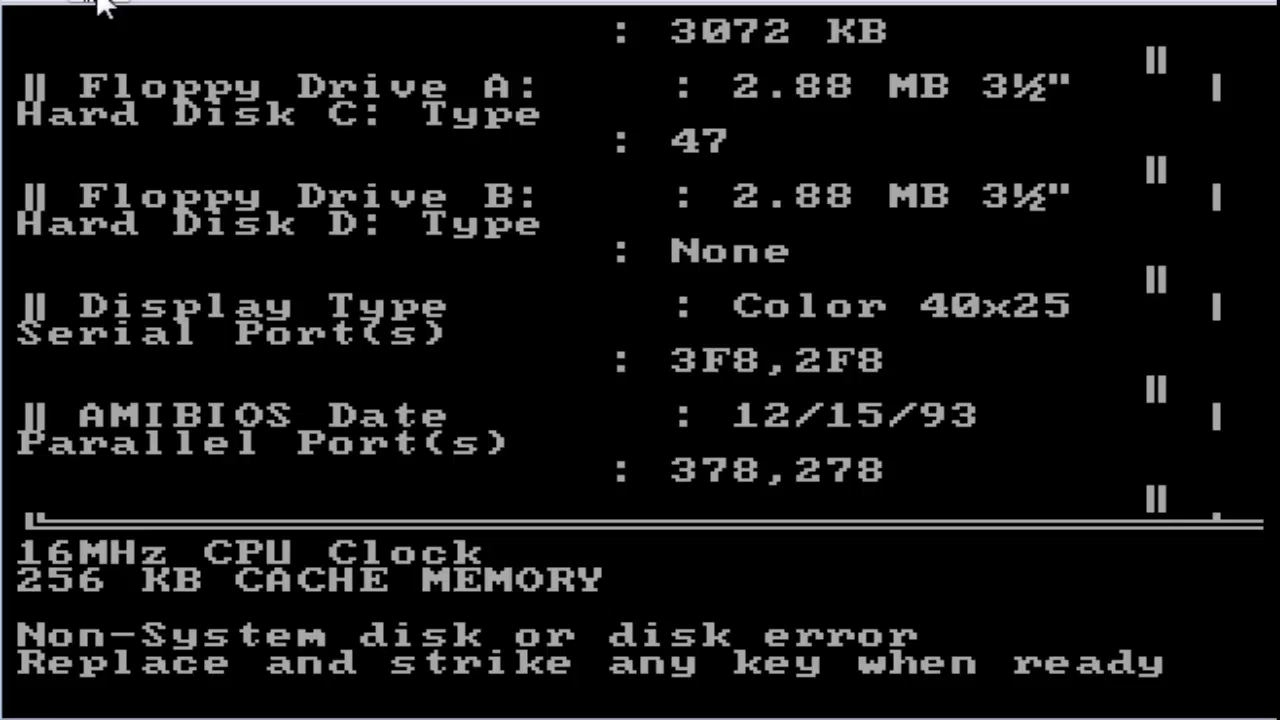 : 3072 KB
║
║ Floppy Drive A: : 2.88 MB 3½" |
Hard Disk C: Type
: 47
║
║ Floppy Drive B: : 2.88 MB 3½" |
Hard Disk D: Type
: None
║
║ Display Type : Color 40x25 |
Serial Port(s)
: 3F8,2F8
║
║ AMIBIOS Date : 12/15/93 |
Parallel Port(s)
: 378,278
║
16MHz CPU Clock
256 KB CACHE MEMORY
Non-System disk or disk error
Replace and strike any key when ready